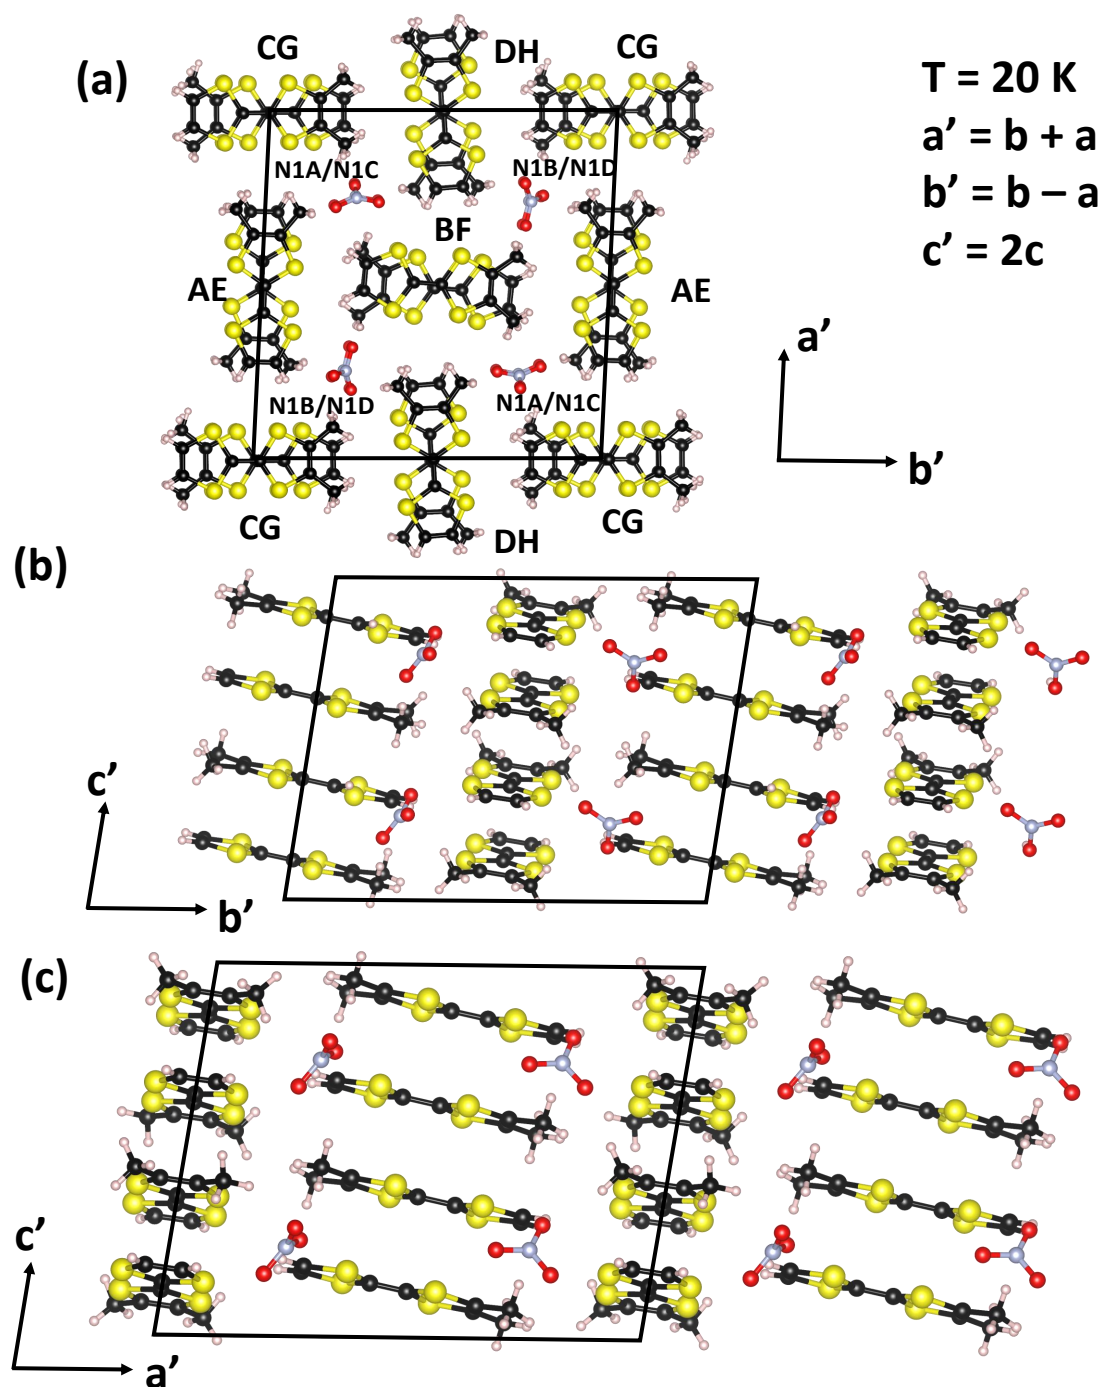 (a)
CG
DH
CG
T = 20 K
a’ = b + a
b’ = b – a
c’ = 2c
N1A/N1C
N1B/N1D
BF
AE
AE
a’
b’
N1B/N1D
N1A/N1C
CG
DH
CG
(b)
c’
b’
(c)
c’
a’